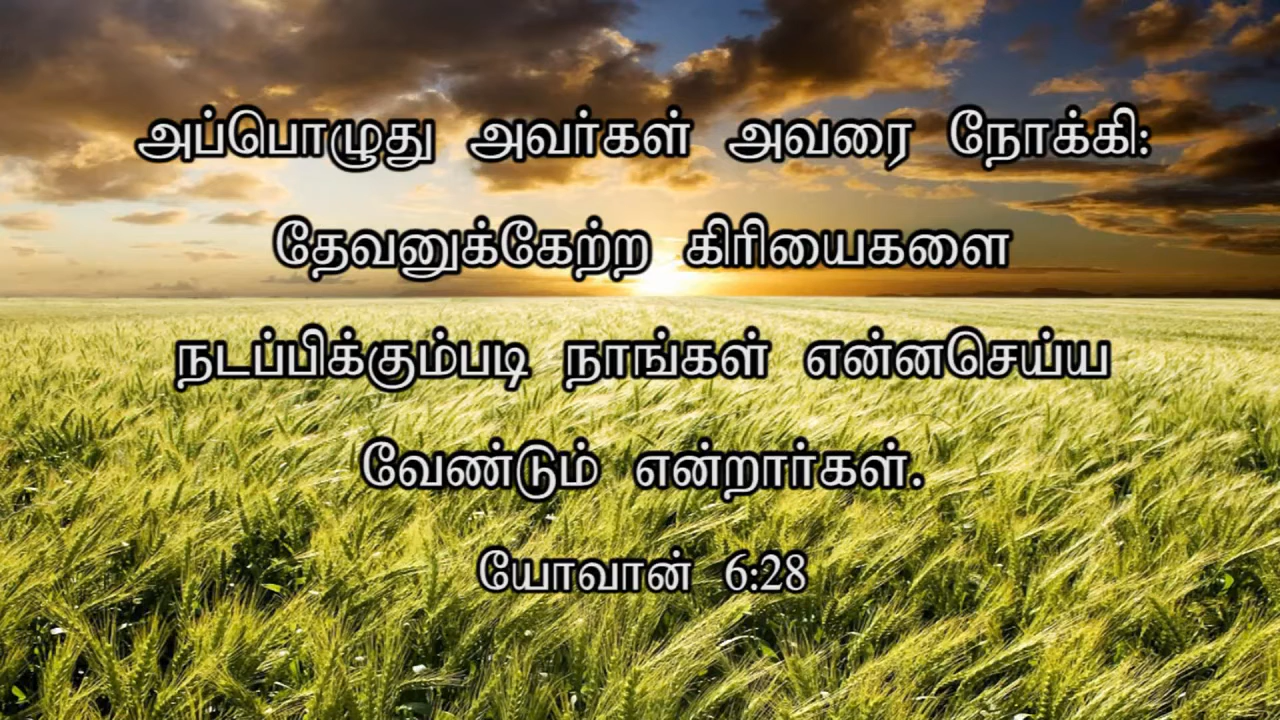 அப்பொழுது அவர்கள் அவரை நோக்கி:
தேவனுக்கேற்ற கிரியைகளை
நடப்பிக்கும்படி நாங்கள் என்னசெய்ய
வேண்டும் என்றார்கள்.
யோவான் 6:28